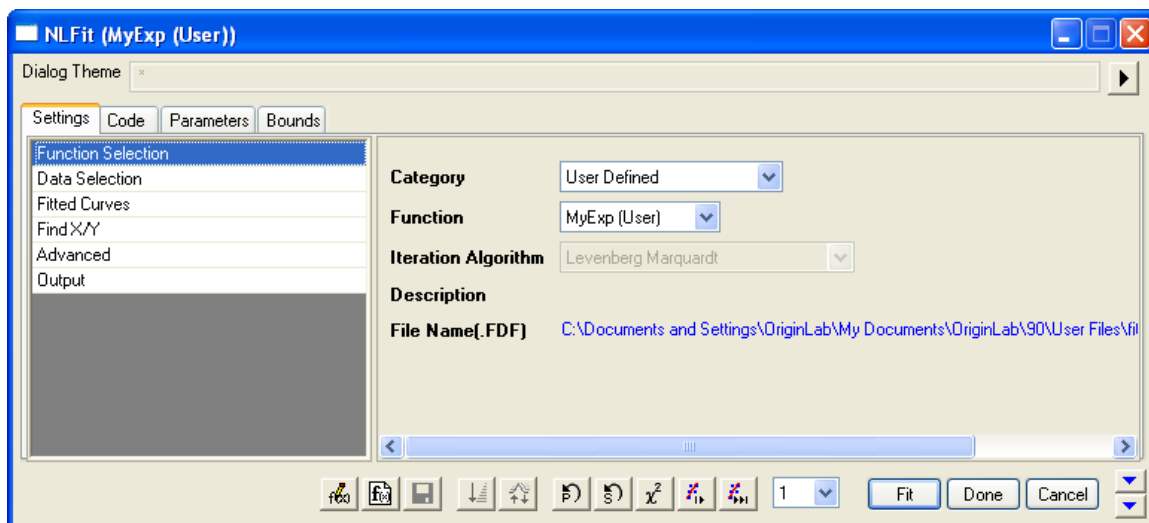 NLFit (MyExp (User))
Dialog Theme *
Settings Code Parameters Bounds
Function Selection
Data Selection
Fitted Curves
Find X/Y
Advanced
Output
Category User Defined
Function MyExp (User)
Iteration Algorithm Levenberg Marquardt
Description
File Name(.FDF) C:\Documents and Settings\OriginLab\My Documents\OriginLab\90\User Files\fi
f(x) f(x) P S χ² 1 Fit Done Cancel